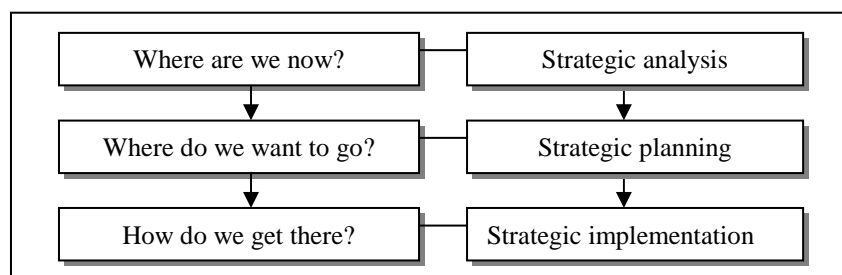 Where are we now?
Strategic analysis
Where do we want to go?
Strategic planning
How do we get there?
Strategic implementation